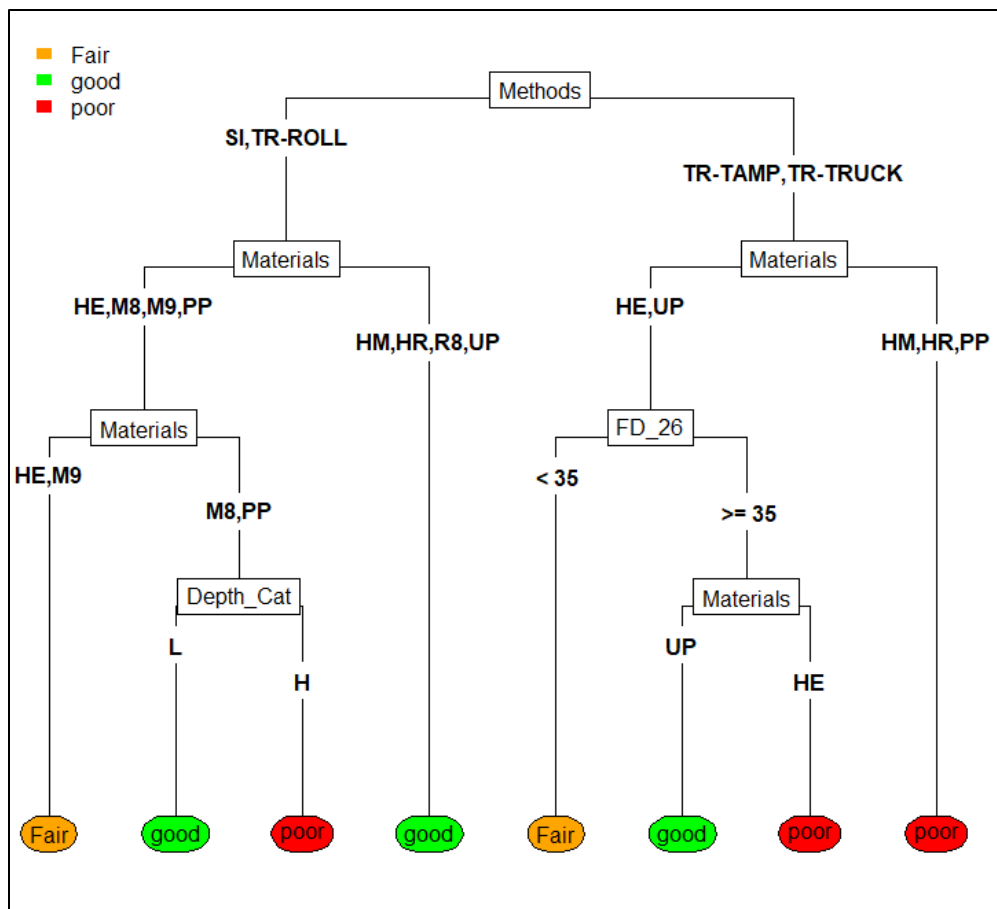 Fair
good
poor
Methods
SI,TR-ROLL
TR-TAMP,TR-TRUCK
Materials
Materials
HE,M8,M9,PP
HM,HR,R8,UP
HE,UP
HM,HR,PP
Materials
FD_26
HE,M9
M8,PP
< 35
>= 35
Depth_Cat
Materials
L
H
UP
HE
Fair
good
poor
good
Fair
good
poor
poor